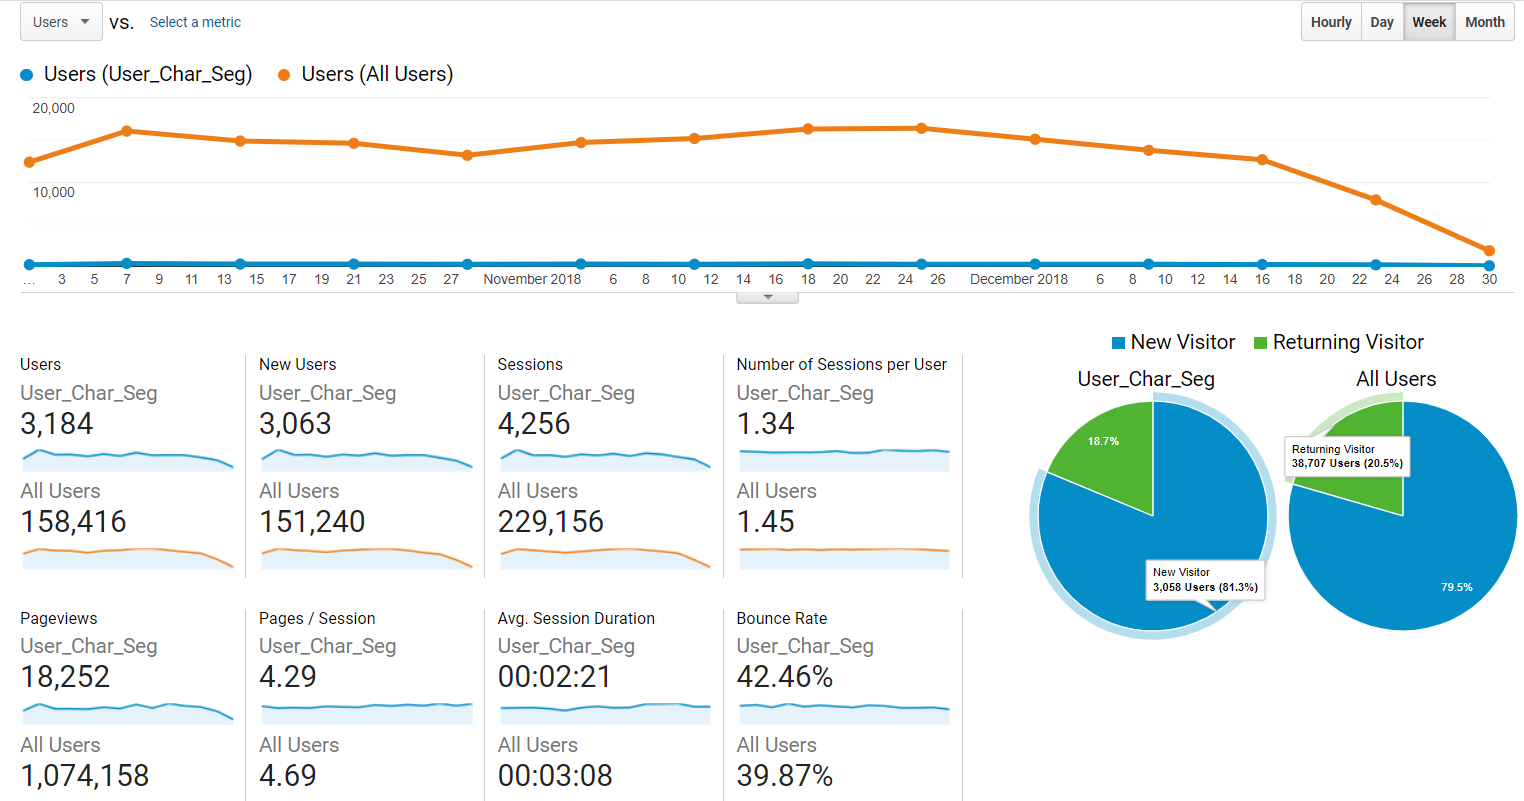 Users vs. Select a metric Hourly Day Week Month
Users (User_Char_Seg) Users (All Users)
20,000
10,000
... 3 5 7 9 11 13 15 17 19 21 23 25 27 November 2018 6 8 10 12 14 16 18 20 22 24 26 December 2018 6 8 10 12 14 16 18 20 22 24 26 28 30
New Visitor Returning Visitor
User_Char_Seg All Users
18.7%
Returning Visitor
38,707 Users (20.5%)
New Visitor
3,058 Users (81.3%)
79.5%
Users
User_Char_Seg
3,184
All Users
158,416
New Users
User_Char_Seg
3,063
All Users
151,240
Sessions
User_Char_Seg
4,256
All Users
229,156
Number of Sessions per User
User_Char_Seg
1.34
All Users
1.45
Pageviews
User_Char_Seg
18,252
All Users
1,074,158
Pages / Session
User_Char_Seg
4.29
All Users
4.69
Avg. Session Duration
User_Char_Seg
00:02:21
All Users
00:03:08
Bounce Rate
User_Char_Seg
42.46%
All Users
39.87%